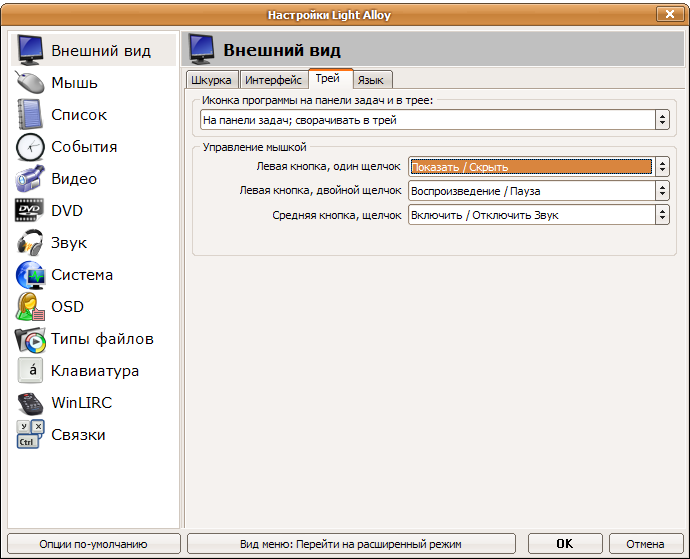 Настройки Light Alloy
Внешний вид
Мышь
Список
События
Видео
DVD
DVD
Звук
Система
OSD
Типы файлов
á
Клавиатура
WinLIRC
У X
Ctrl
Связки
Внешний вид
Шкурка Интерфейс Трей Язык
Иконка программы на панели задач и в трее:
На панели задач; сворачивать в трей
Управление мышкой
Левая кнопка, один щелчок Показать / Скрыть
Левая кнопка, двойной щелчок Воспроизведение / Пауза
Средняя кнопка, щелчок Включить / Отключить Звук
Опции по-умолчанию Вид меню: Перейти на расширенный режим OK Отмена